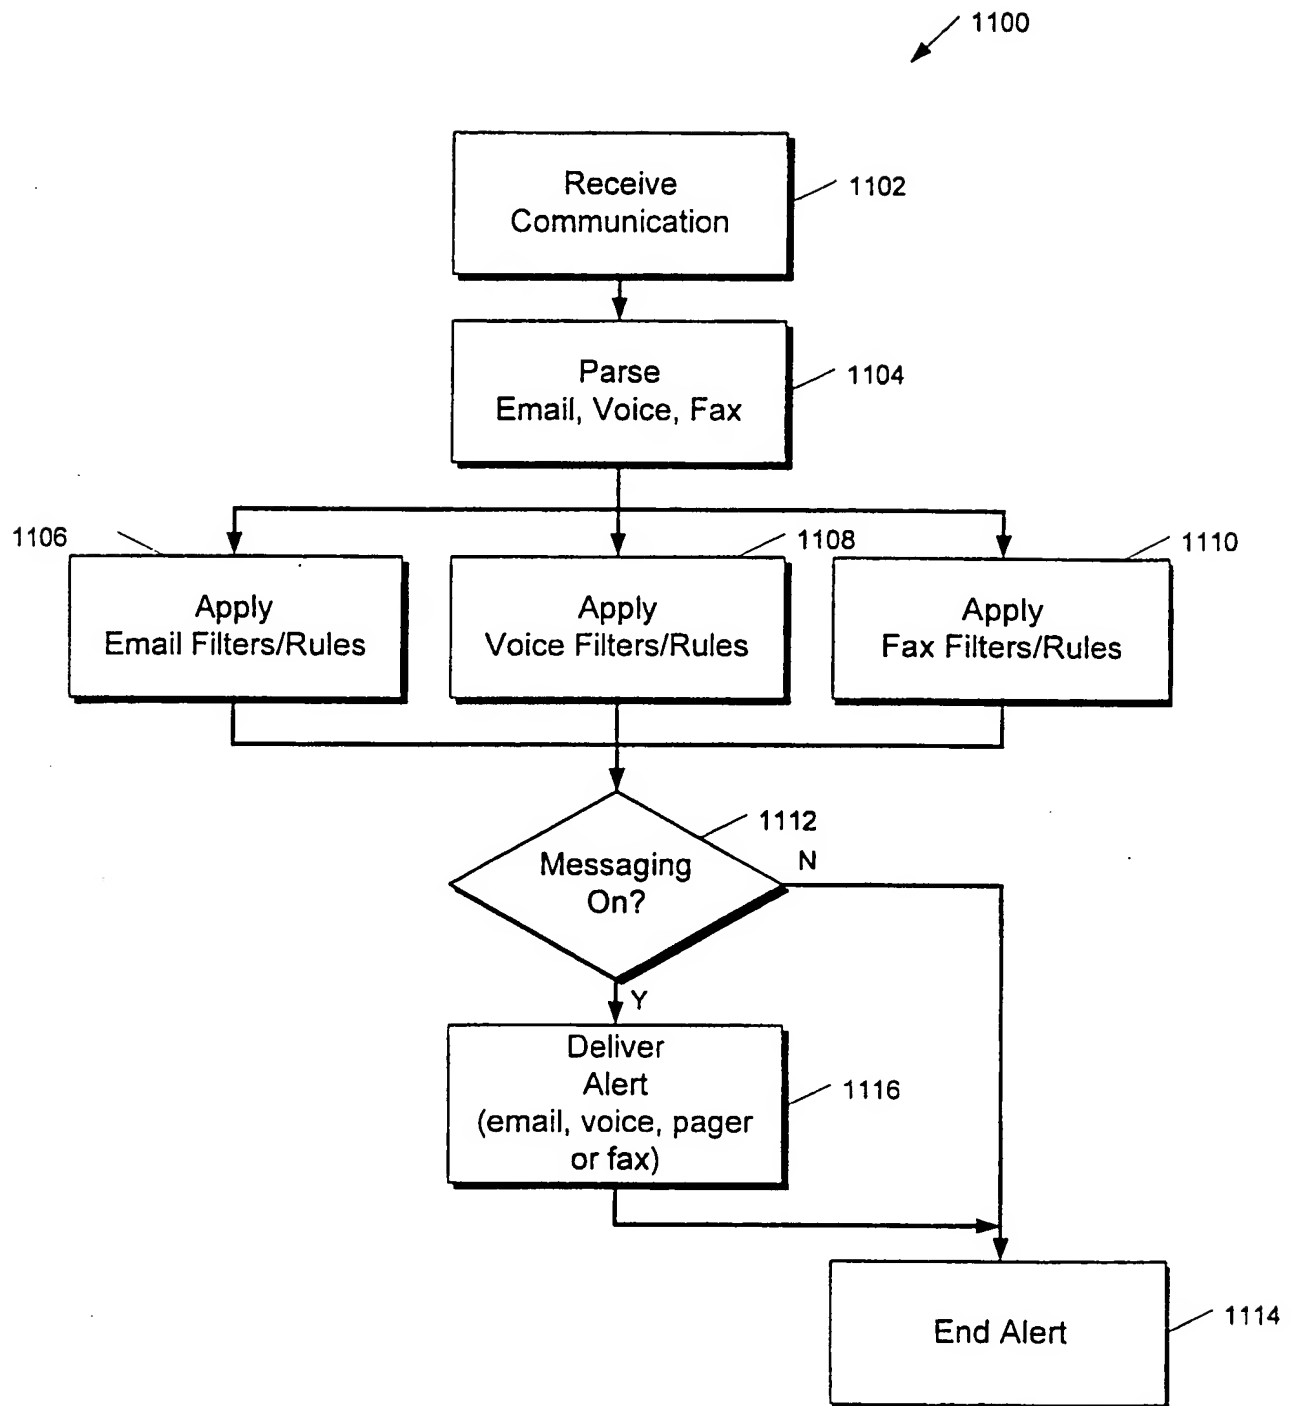 1100
Receive
Communication
1102
Parse
Email, Voice, Fax
1104
1106
Apply
Email Filters/Rules
1108
Apply
Voice Filters/Rules
1110
Apply
Fax Filters/Rules
1112
Messaging
On?
N
Y
Deliver
Alert
(email, voice, pager
or fax)
1116
End Alert
1114